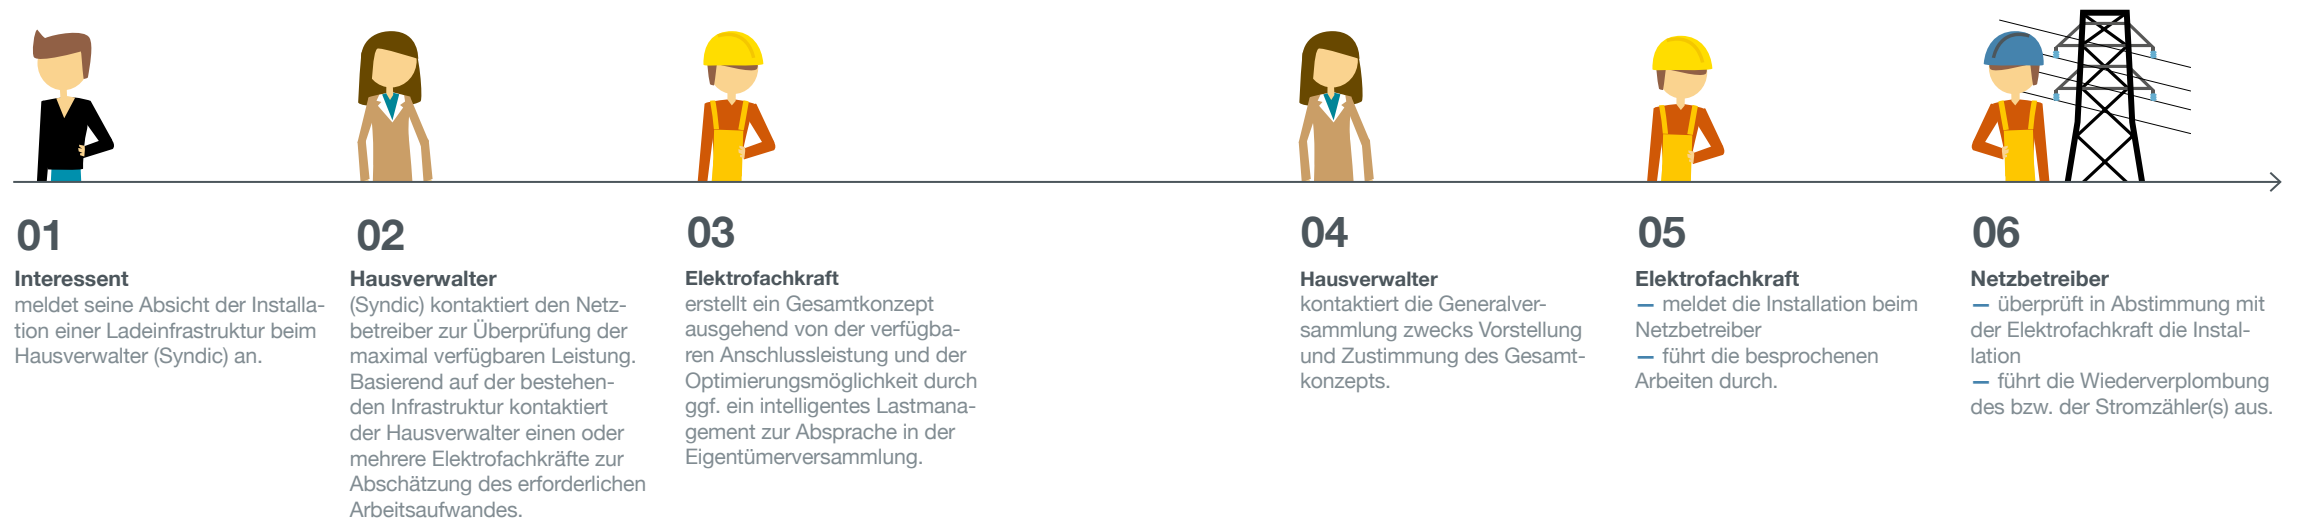 01
Interessent
meldet seine Absicht der Installa-
tion einer Ladeinfrastruktur beim
Hausverwalter (Syndic) an.
02
Hausverwalter
(Syndic) kontaktiert den Netz-
betreiber zur Überprüfung der
maximal verfügbaren Leistung.
Basierend auf der bestehen-
den Infrastruktur kontaktiert
der Hausverwalter einen oder
mehrere Elektrofachkräfte zur
Abschätzung des erforderlichen
Arbeitsaufwandes.
03
Elektrofachkraft
erstellt ein Gesamtkonzept
ausgehend von der verfügba-
ren Anschlussleistung und der
Optimierungsmöglichkeit durch
ggf. ein intelligentes Lastmana-
gement zur Absprache in der
Eigentümerversammlung.
04
Hausverwalter
kontaktiert die Generalver-
sammlung zwecks Vorstellung
und Zustimmung des Gesamt-
konzepts.
05
Elektrofachkraft
— meldet die Installation beim
Netzbetreiber
— führt die besprochenen
Arbeiten durch.
06
Netzbetreiber
— überprüft in Abstimmung mit
der Elektrofachkraft die Instal-
lation
— führt die Wiederverplombung
des bzw. der Stromzähler(s) aus.